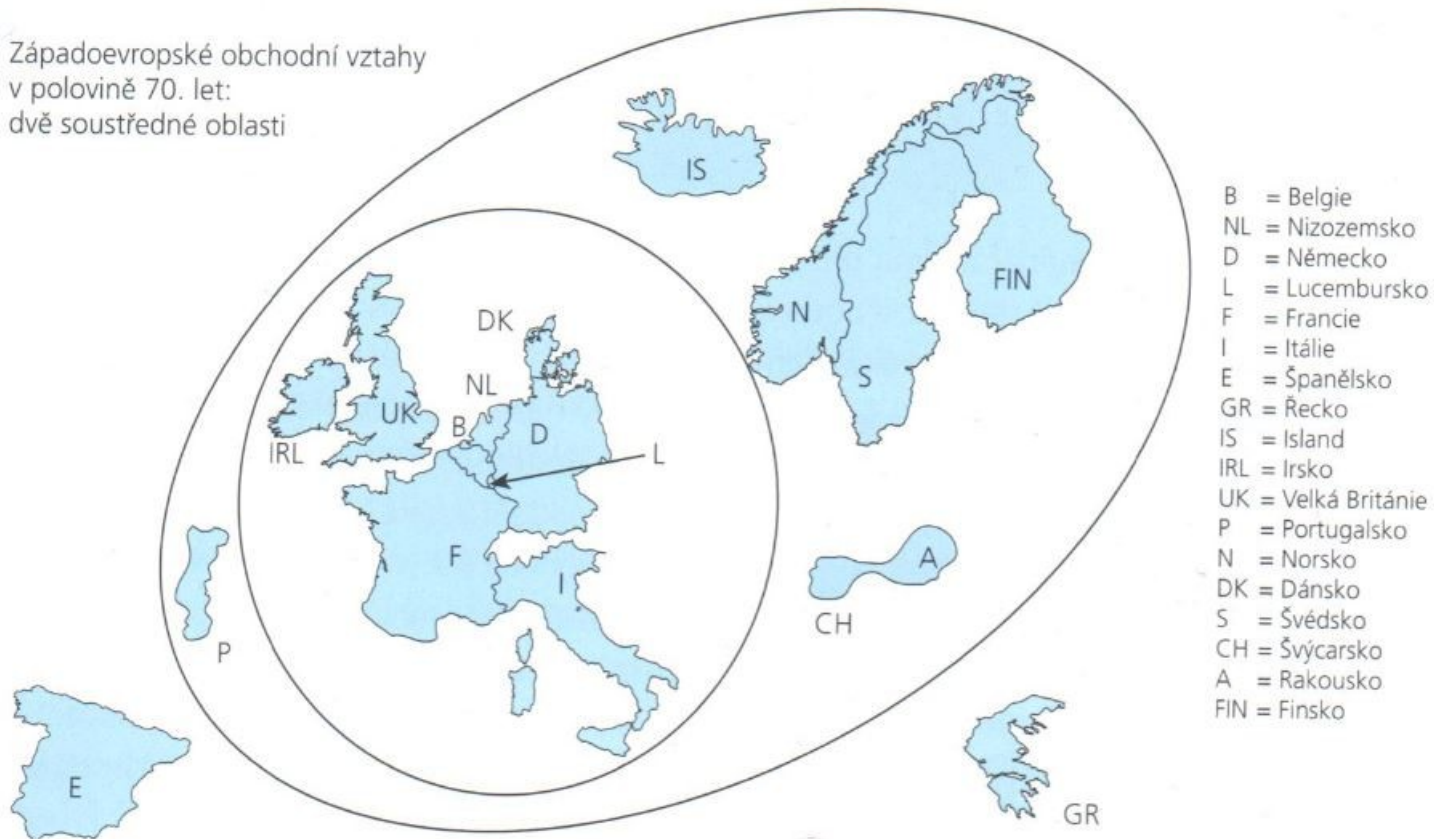 Západoevropské obchodní vztahy
v polovině 70. let:
dvě soustředné oblasti
IS
N
S
FIN
DK
NL
UK
B
D
IRL
L
F
I
A
CH
P
E
GR
B = Belgie
NL = Nizozemsko
D = Německo
L = Lucembursko
F = Francie
I = Itálie
E = Španělsko
GR = Řecko
IS = Island
IRL = Irsko
UK = Velká Británie
P = Portugalsko
N = Norsko
DK = Dánsko
S = Švédsko
CH = Švýcarsko
A = Rakousko
FIN = Finsko